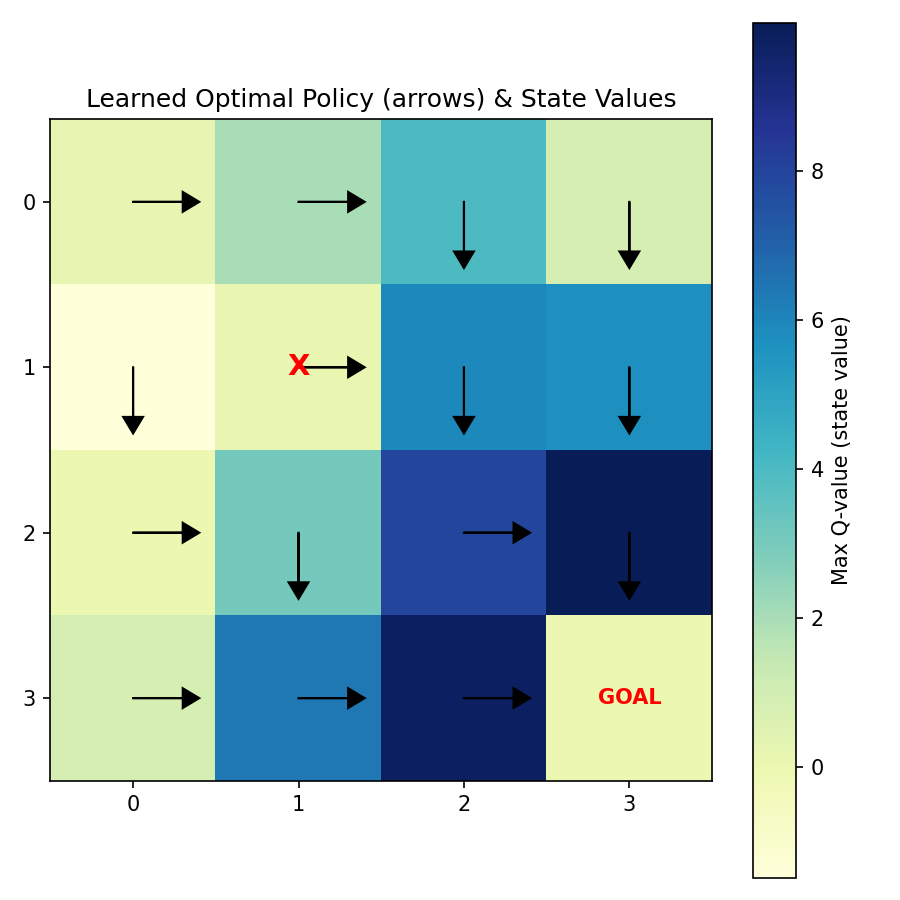 Learned Optimal Policy (arrows) & State Values
0
1
X
2
3
GOAL
0 1 2 3
8
6
4
2
0
Max Q-value (state value)